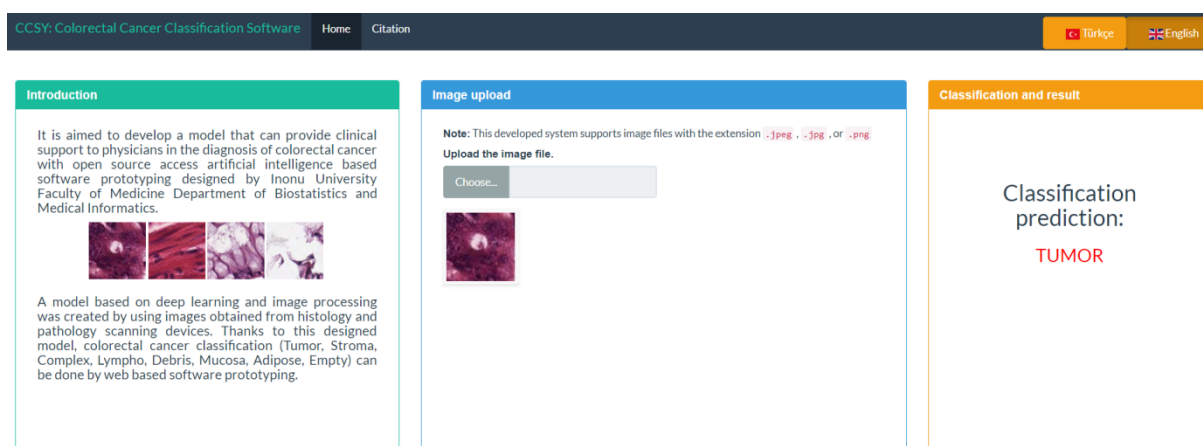 CCSY: Colorectal Cancer Classification Software Home Citation Türkçe English
Introduction
It is aimed to develop a model that can provide clinical
support to physicians in the diagnosis of colorectal cancer
with open source access artificial intelligence based
software prototyping designed by Inonu University
Faculty of Medicine Department of Biostatistics and
Medical Informatics.
A model based on deep learning and image processing
was created by using images obtained from histology and
pathology scanning devices. Thanks to this designed
model, colorectal cancer classification (Tumor, Stroma,
Complex, Lympho, Debris, Mucosa, Adipose, Empty) can
be done by web based software prototyping.
Image upload
Note: This developed system supports image files with the extension .jpeg , .jpg , or .png
Upload the image file.
Choose...
Classification and result
Classification
prediction:
TUMOR